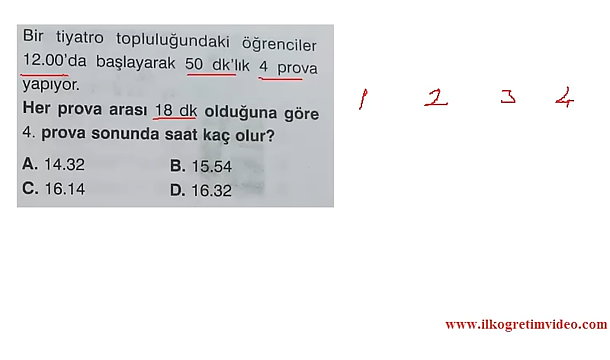 Bir tiyatro topluluğundaki öğrenciler
12.00'da başlayarak 50 dk'lık 4 prova
yapıyor.
Her prova arası 18 dk olduğuna göre
4. prova sonunda saat kaç olur?
A. 14.32 B. 15.54
C. 16.14 D. 16.32
1 2 3 4
www.ilkogretimvideo.com